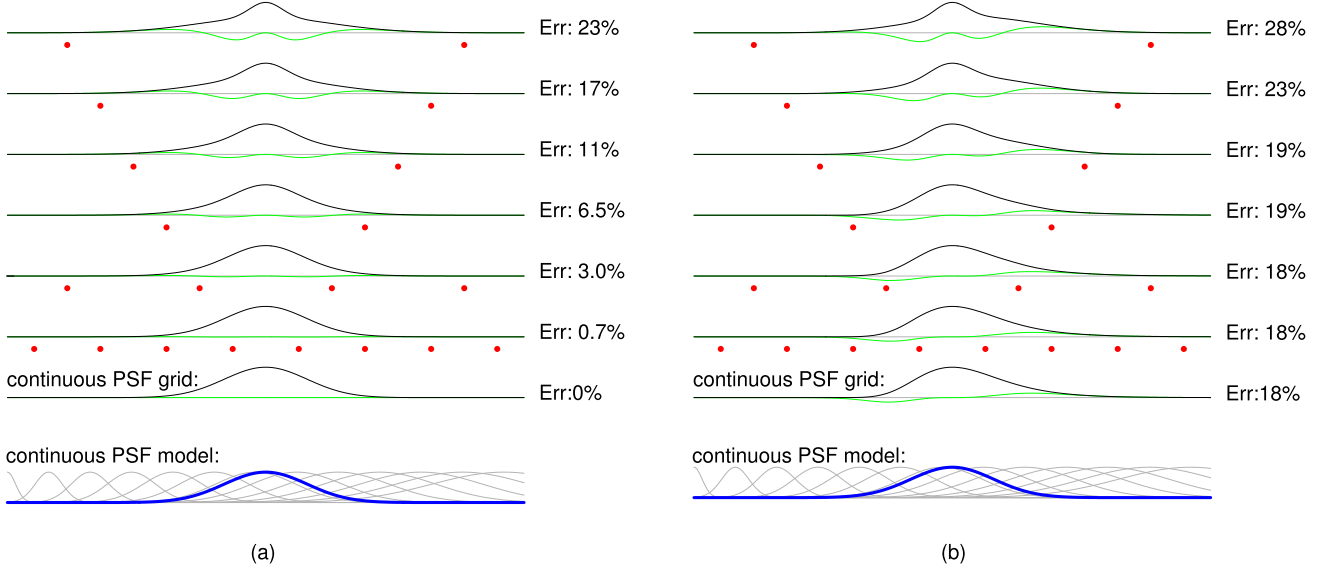 Err: 23%
Err: 17%
Err: 11%
Err: 6.5%
Err: 3.0%
Err: 0.7%
continuous PSF grid:
Err:0%
continuous PSF model:
(a)
Err: 28%
Err: 23%
Err: 19%
Err: 19%
Err: 18%
Err: 18%
continuous PSF grid:
Err:18%
continuous PSF model:
(b)